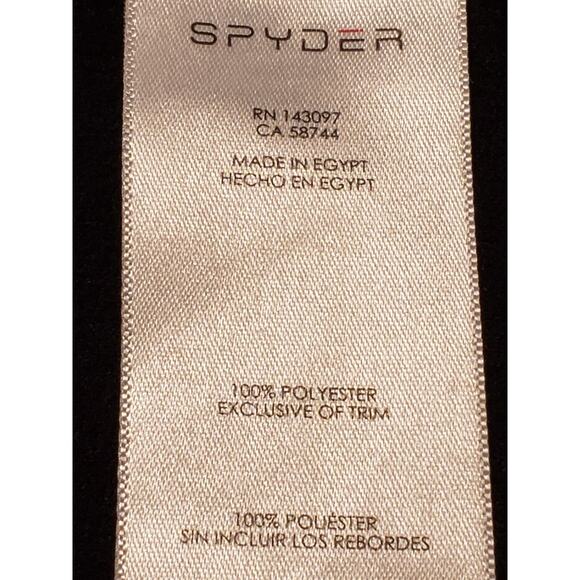 SPYDER
RN 143097
CA 58744
MADE IN EGYPT
HECHO EN EGYPT
100% POLYESTER
EXCLUSIVE OF TRIM
100% POLIÉSTER
SIN INCLUIR LOS REBORDES